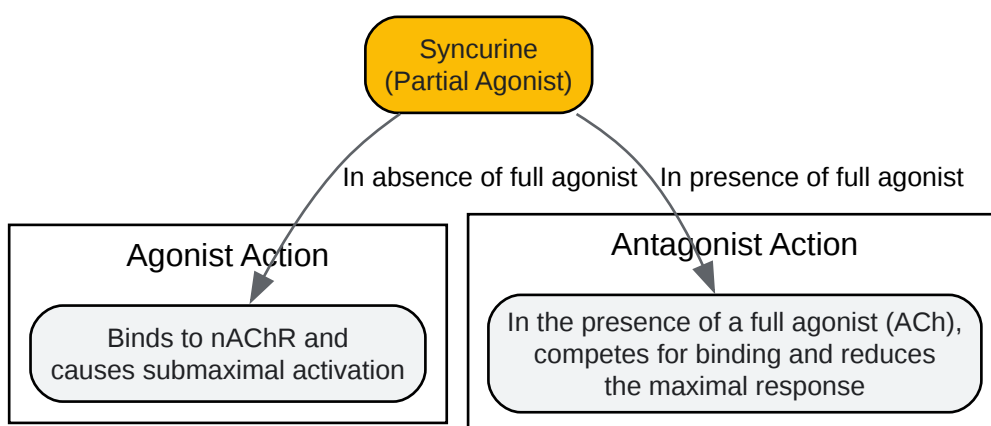 Syncurine
(Partial Agonist)
In absence of full agonist
In presence of full agonist
Agonist Action
Binds to nAChR and
causes submaximal activation
Antagonist Action
In the presence of a full agonist (ACh),
competes for binding and reduces
the maximal response